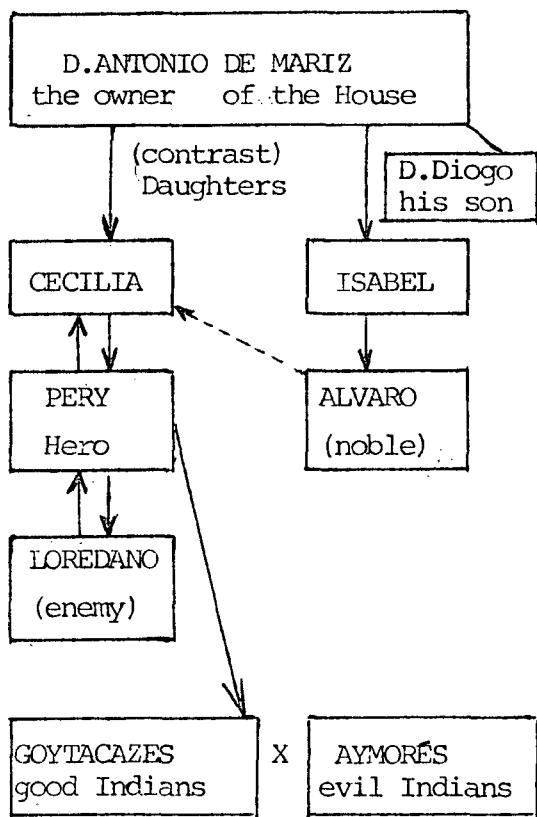 D.ANTONIO DE MARIZ
the owner of the House
(contrast)
Daughters
D.Diogo
his son
CECILIA
ISABEL
PERY
Hero
ALVARO
(noble)
LOREDANO
(enemy)
GOYTACAZES
good Indians
X
AYMORÉS
evil Indians